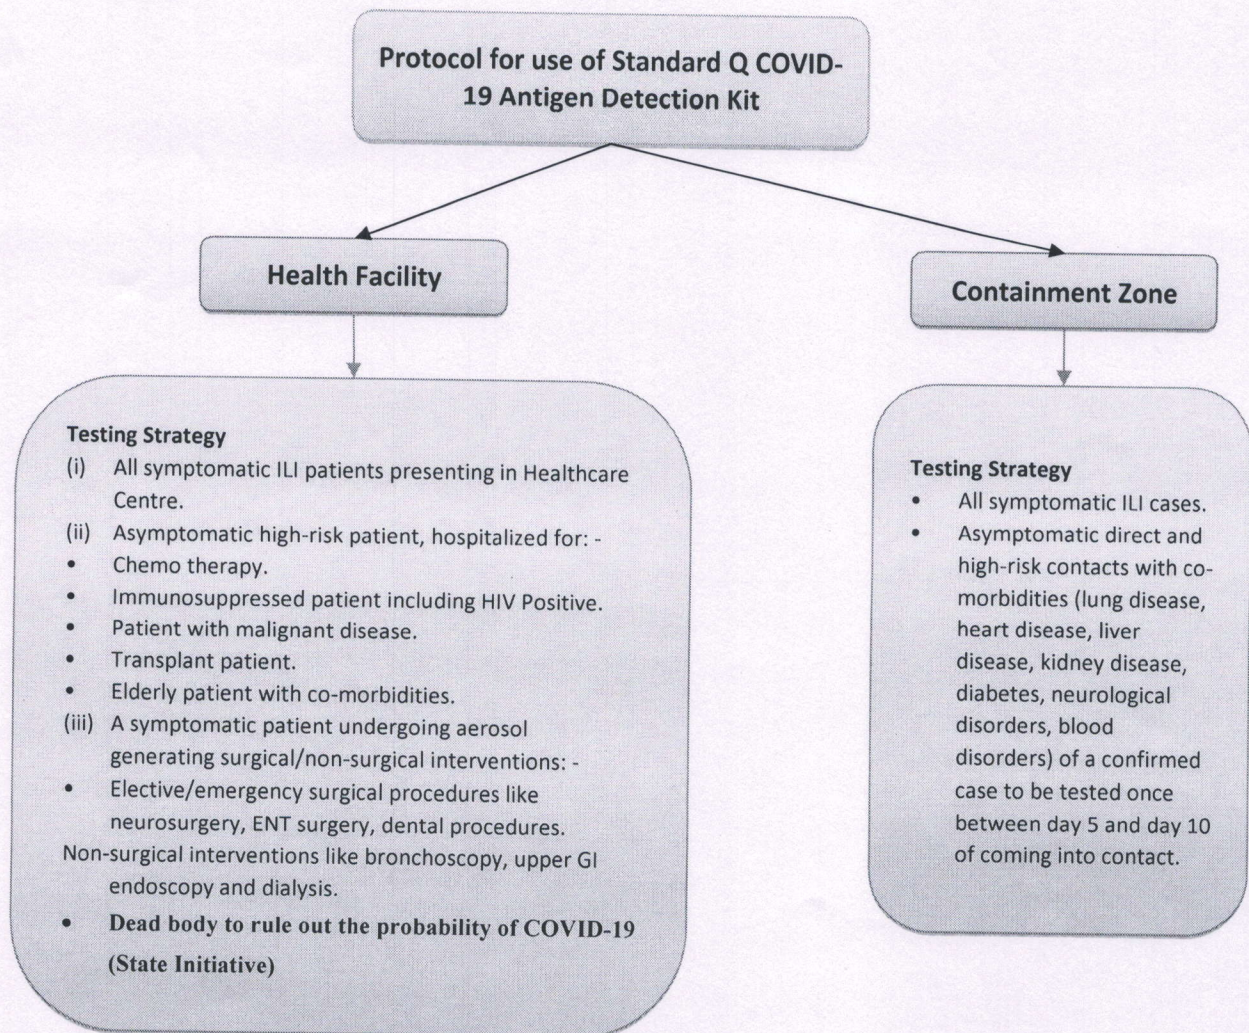 Protocol for use of Standard Q COVID-
19 Antigen Detection Kit
Health Facility
Containment Zone
Testing Strategy
(i) All symptomatic ILI patients presenting in Healthcare
Centre.
(ii) Asymptomatic high-risk patient, hospitalized for: -
• Chemo therapy.
• Immunosuppressed patient including HIV Positive.
• Patient with malignant disease.
• Transplant patient.
• Elderly patient with co-morbidities.
(iii) A symptomatic patient undergoing aerosol
generating surgical/non-surgical interventions: -
• Elective/emergency surgical procedures like
neurosurgery, ENT surgery, dental procedures.
Non-surgical interventions like bronchoscopy, upper GI
endoscopy and dialysis.
• Dead body to rule out the probability of COVID-19
(State Initiative)
Testing Strategy
• All symptomatic ILI cases.
• Asymptomatic direct and
high-risk contacts with co-
morbidities (lung disease,
heart disease, liver
disease, kidney disease,
diabetes, neurological
disorders, blood
disorders) of a confirmed
case to be tested once
between day 5 and day 10
of coming into contact.